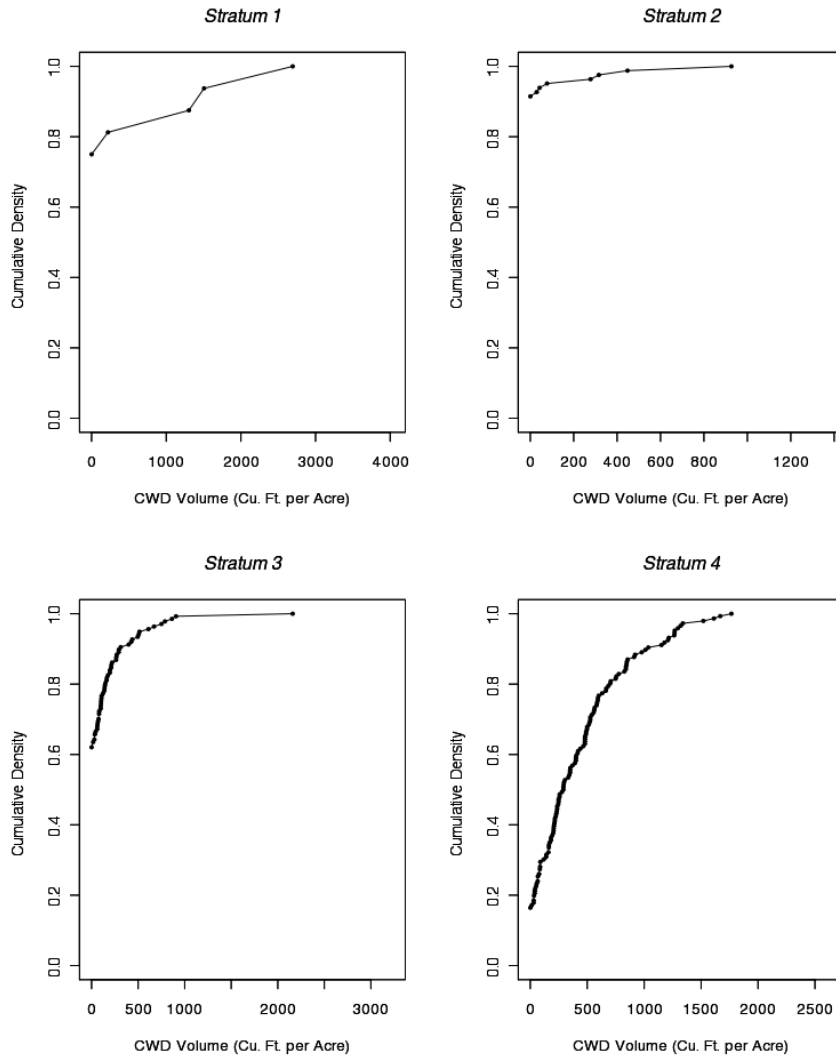 Stratum 1
Cumulative Density
0.0 0.2 0.4 0.6 0.8 1.0
0 1000 2000 3000 4000
CWD Volume (Cu. Ft. per Acre)
Stratum 2
Cumulative Density
0.0 0.2 0.4 0.6 0.8 1.0
0 200 400 600 800 1200
CWD Volume (Cu. Ft. per Acre)
Stratum 3
Cumulative Density
0.0 0.2 0.4 0.6 0.8 1.0
0 500 1000 2000 3000
CWD Volume (Cu. Ft. per Acre)
Stratum 4
Cumulative Density
0.0 0.2 0.4 0.6 0.8 1.0
0 500 1000 1500 2000 2500
CWD Volume (Cu. Ft. per Acre)